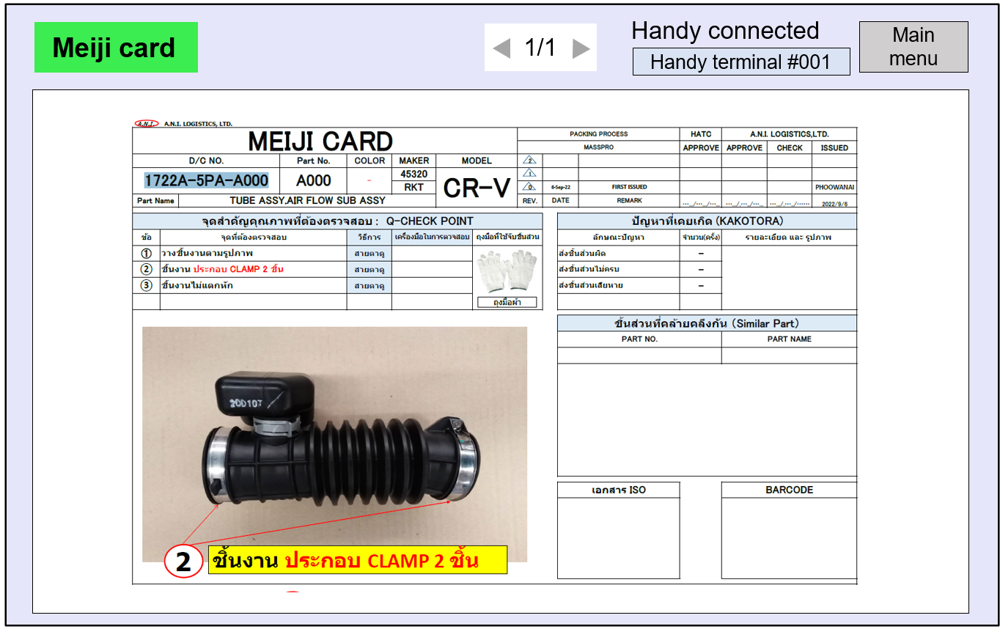 Meiji card
1/1
Handy connected
Handy terminal #001
Main
menu
A.N.I. A.N.I. LOGISTICS, LTD.
MEIJI CARD
PACKING PROCESS HATC A.N.I. LOGISTICS,LTD.
MASSPRO APPROVE APPROVE CHECK ISSUED
D/C NO. Part No. COLOR MAKER MODEL 2
1722A-5PA-A000 A000 - 45320 CR-V 1
RKT 0 6-Sep-22 FIRST ISSUED PHOOWANAI
Part Name TUBE ASSY.AIR FLOW SUB ASSY REV. DATE REMARK .../.../... .../.../... .../.../...... 2022/9/6
จุดสำคัญคุณภาพที่ต้องตรวจสอบ : Q-CHECK POINT
ข้อ จุดที่ต้องตรวจสอบ วิธีการ เครื่องมือในการตวจสอบ ถุงมือที่ใช้จับชิ้นส่วน
① วางชิ้นงานตามรูปภาพ สายตาดู
② ชิ้นงาน ประกอบ CLAMP 2 ชิ้น สายตาดู
③ ชิ้นงานไม่แตกหัก สายตาดู
ถุงมือผ้า
ปัญหาที่เคยเกิด (KAKOTORA)
ลักษณะปัญหา จำนวน(ครั้ง) รายละเอียด และ รูปภาพ
ส่งชิ้นส่วนผิด -
ส่งชิ้นส่วนไม่ครบ -
ส่งชิ้นส่วนเสียหาย -
ชิ้นส่วนที่คล้ายคลึงกัน (Similar Part)
PART NO. PART NAME
20D10T
2 ชิ้นงาน ประกอบ CLAMP 2 ชิ้น
เอกสาร ISO
BARCODE